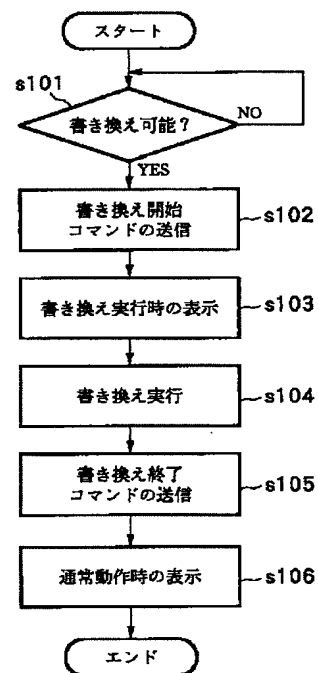 スタート
s101
書き換え可能？
NO
YES
書き換え開始
コマンドの送信
s102
書き換え実行時の表示
s103
書き換え実行
s104
書き換え終了
コマンドの送信
s105
通常動作時の表示
s106
エンド